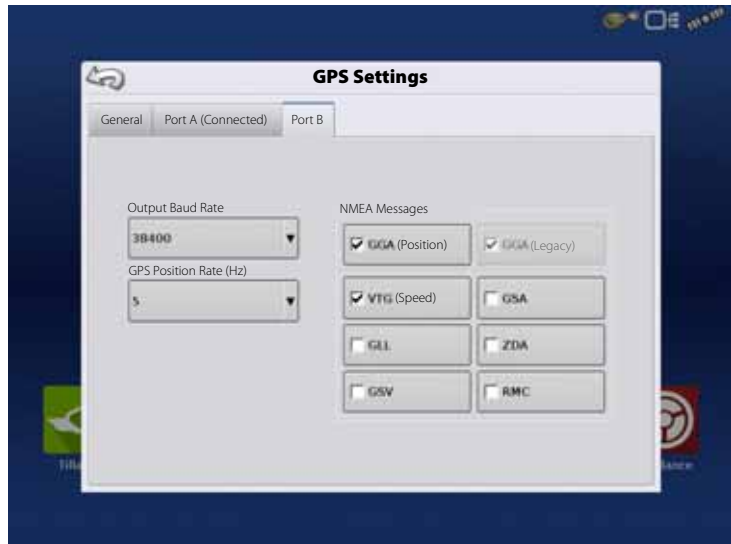 GPS Settings
General
Port A (Connected)
Port B
Output Baud Rate
38400
GPS Position Rate (Hz)
5
NMEA Messages
GGA (Position)
GGA (Legacy)
VTG (Speed)
GSA
GLL
ZDA
GSV
RMC